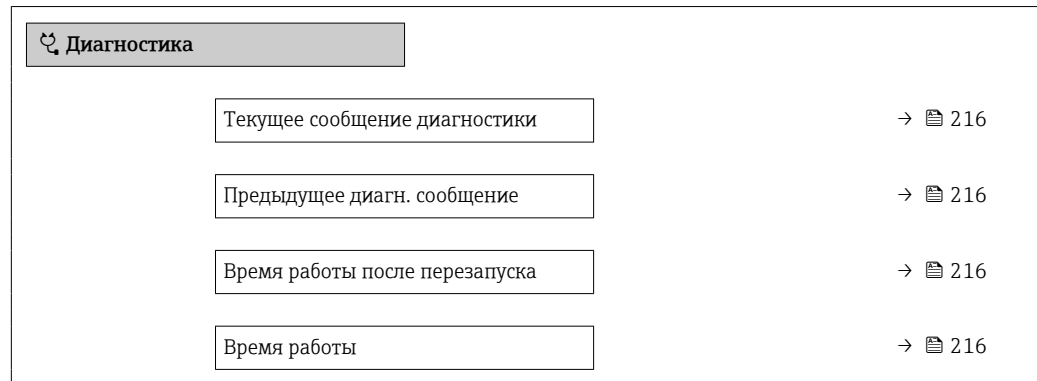 Диагностика
Текущее сообщение диагностики → 216
Предыдущее диагн. сообщение → 216
Время работы после перезапуска → 216
Время работы → 216